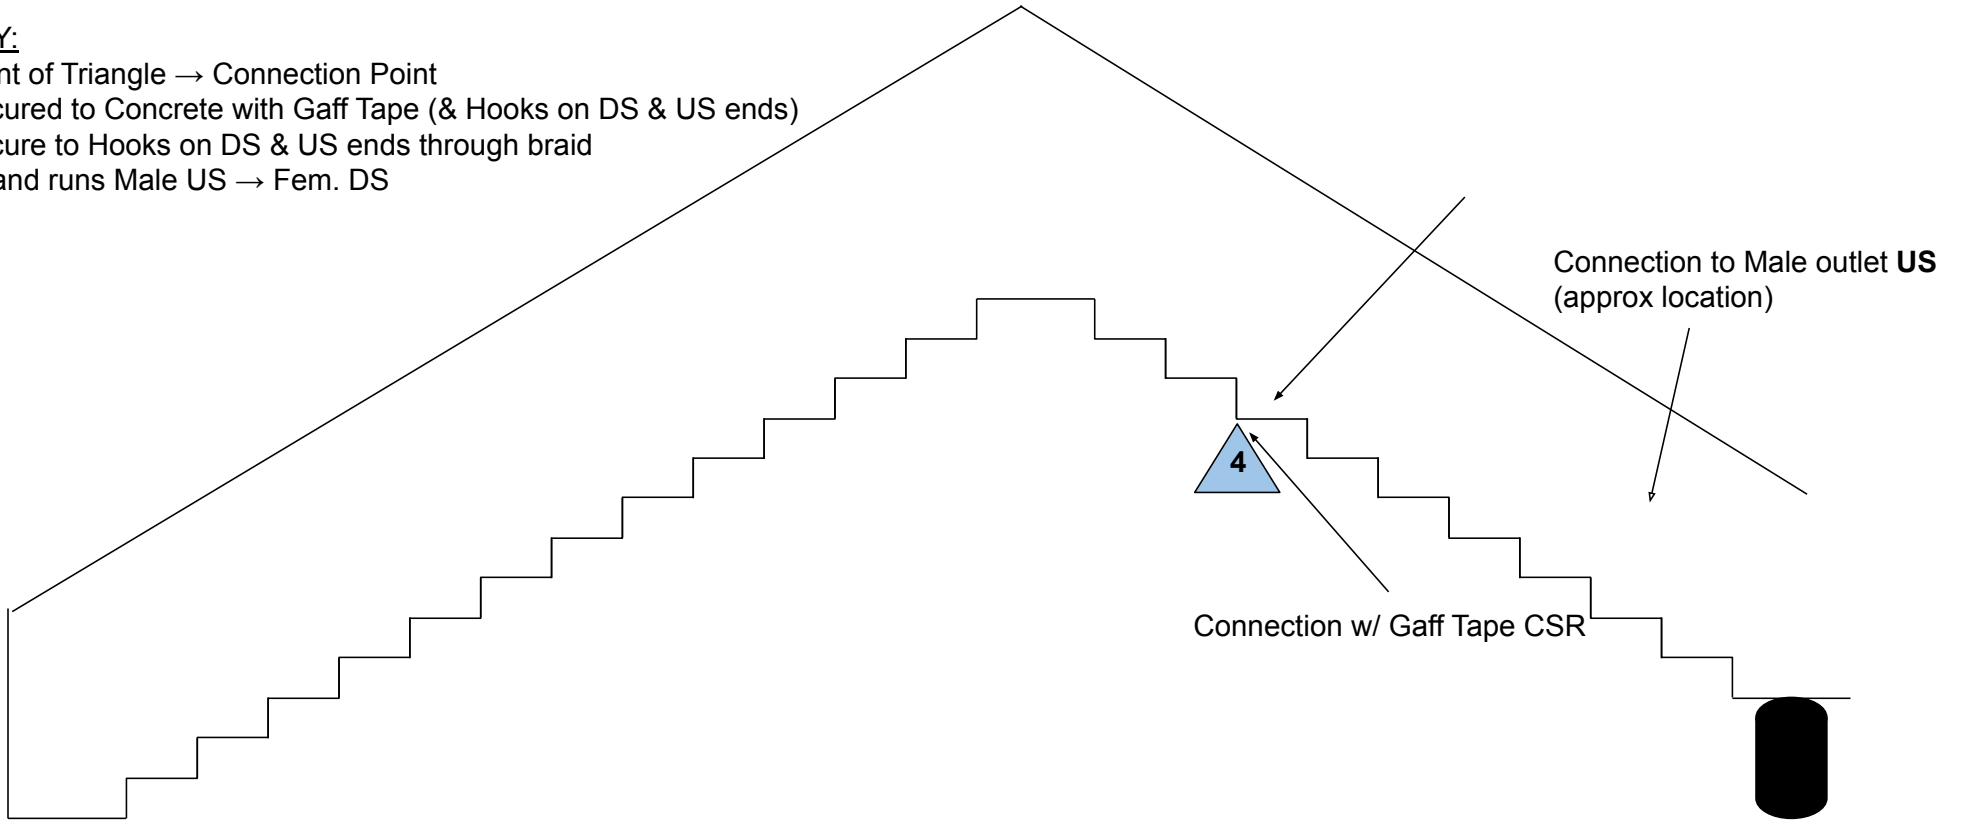 Y:
nt of Triangle → Connection Point
cured to Concrete with Gaff Tape (& Hooks on DS & US ends)
cure to Hooks on DS & US ends through braid
and runs Male US → Fem. DS
Connection to Male outlet US
(approx location)
4
Connection w/ Gaff Tape CSR